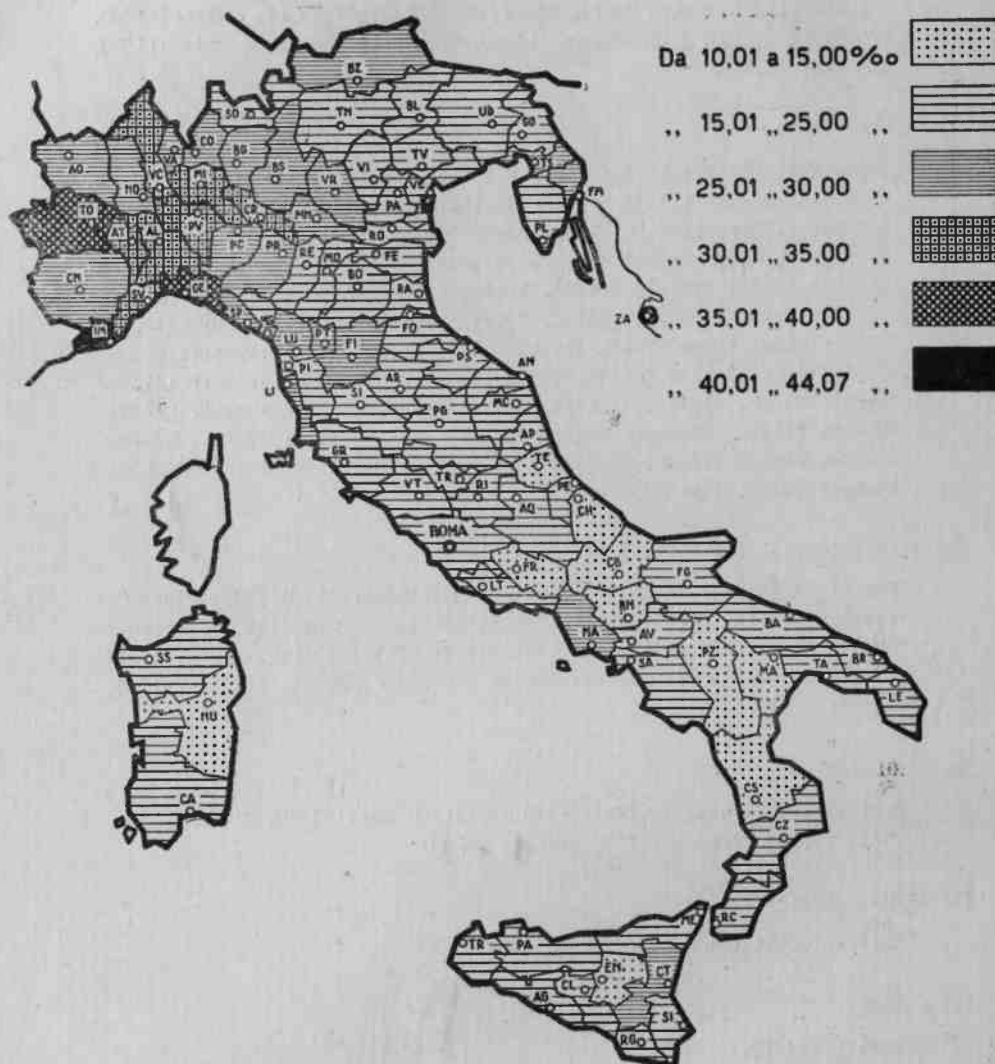 Da 10,01 a 15,00‰
,, 15,01 ,, 25,00 ,,
,, 25,01 ,, 30,00 ,,
,, 30,01 ,, 35,00 ,,
,, 35,01 ,, 40,00 ,,
,, 40,01 ,, 44,07 ,,
BZ
SO TN BL UD GO
AO VA CO BG BS VI TV TS
NO VC MI VR VE FM
TO CR MN PA PL
AT AL PV PC PR RO
CN RE MO FE
SV GE BO RA
IM SP FO ZA
LU PT FI PS AN
PI
LI SI AR MC
PG
GR AP
TE
VT TR RI PE
AQ CH
ROMA
FR CB FG
LT
BN BA
NA AV
SS SA PZ MA TA BR
NU LE
CA CS
CZ
ME RC
TR PA
EN CT
CL
AG SI
RG